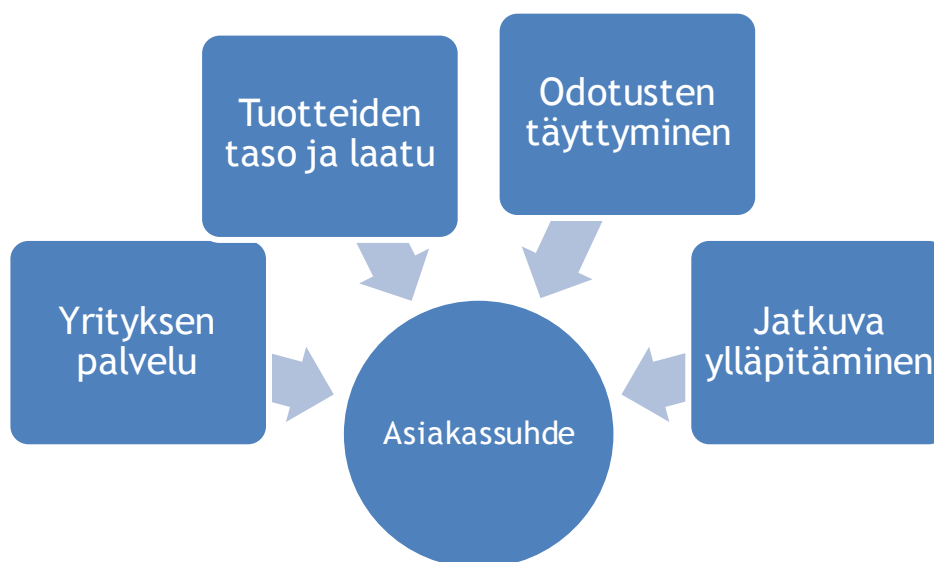 Tuotteiden
taso ja laatu
Odotusten
täyttyminen
Yrityksen
palvelu
Jatkuva
ylläpitäminen
Asiakassuhde